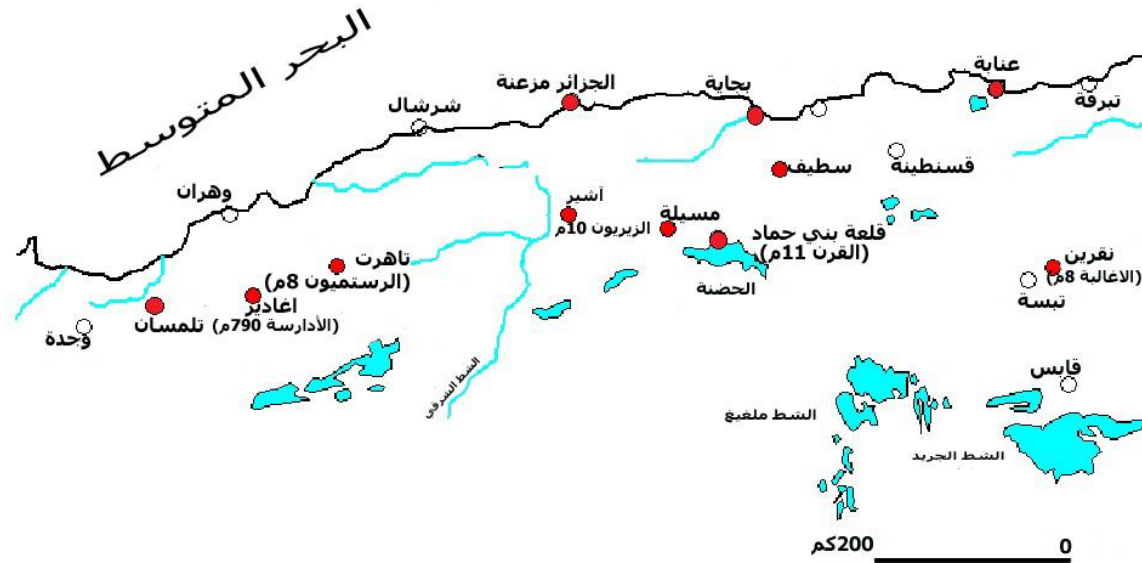 البحر المتوسط
عنابة
تبرقة
الجزائر مزعنة
بجاية
شرشال
قسنطينة
سطيف
وهران
آشير
الزيريون 10م
مسيلة
قلعة بني حماد
(القرن 11م)
الحضنة
تاهرت
(الرستميون 8م)
نقرين
(الاغالبة 8م)
تبسة
اغادير
(الأدارسة 790م)
تلمسان
وجدة
الشط الشرقي
قابس
الشط ملغيغ
الشط الجريد
200كم
0